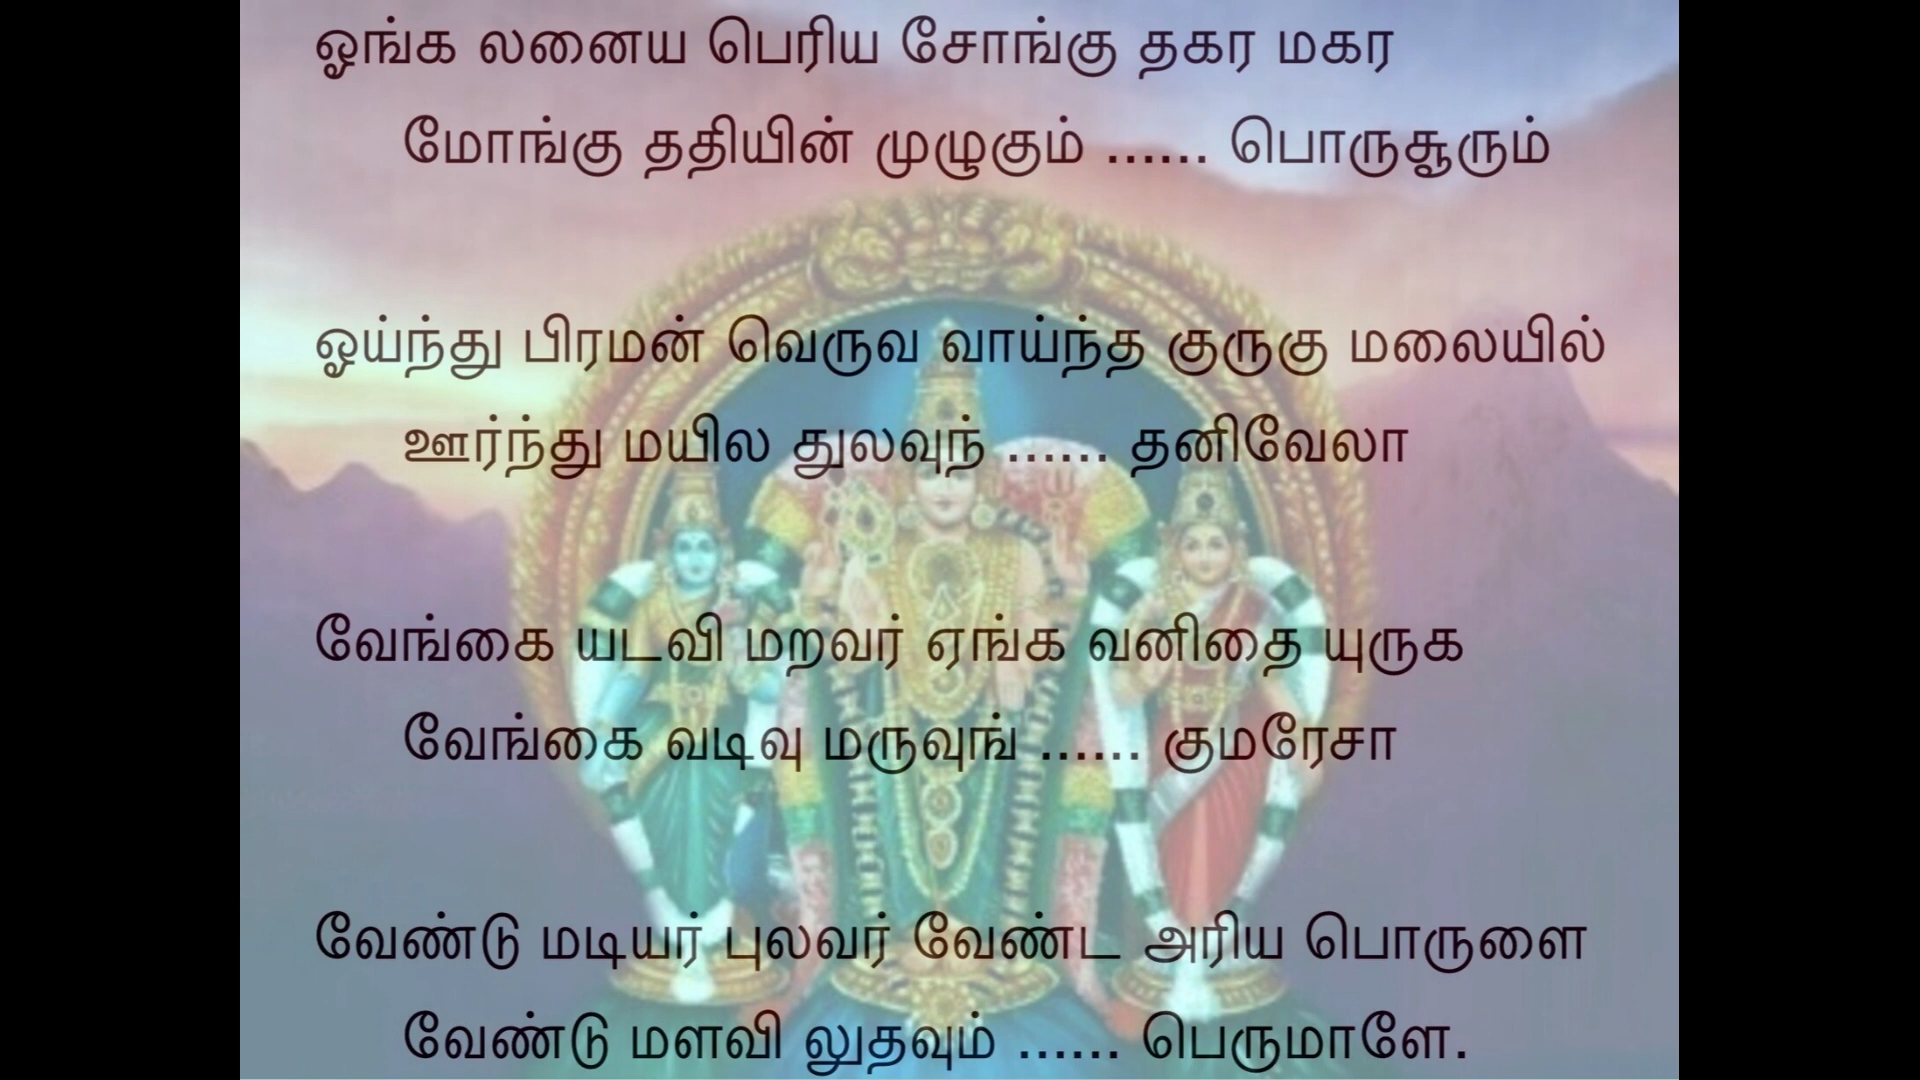 ஓங்க லனைய பெரிய சோங்கு தகர மகர
மோங்கு ததியின் முழுகும் ...... பொருசூரும்
ஓய்ந்து பிரமன் வெருவ வாய்ந்த குருகு மலையில்
ஊர்ந்து மயில துலவுந் ...... தனிவேலா
வேங்கை யடவி மறவர் ஏங்க வனிதை யுருக
வேங்கை வடிவு மருவுங் ...... குமரேசா
வேண்டு மடியர் புலவர் வேண்ட அரிய பொருளை
வேண்டு மளவி லுதவும் ...... பெருமாளே.